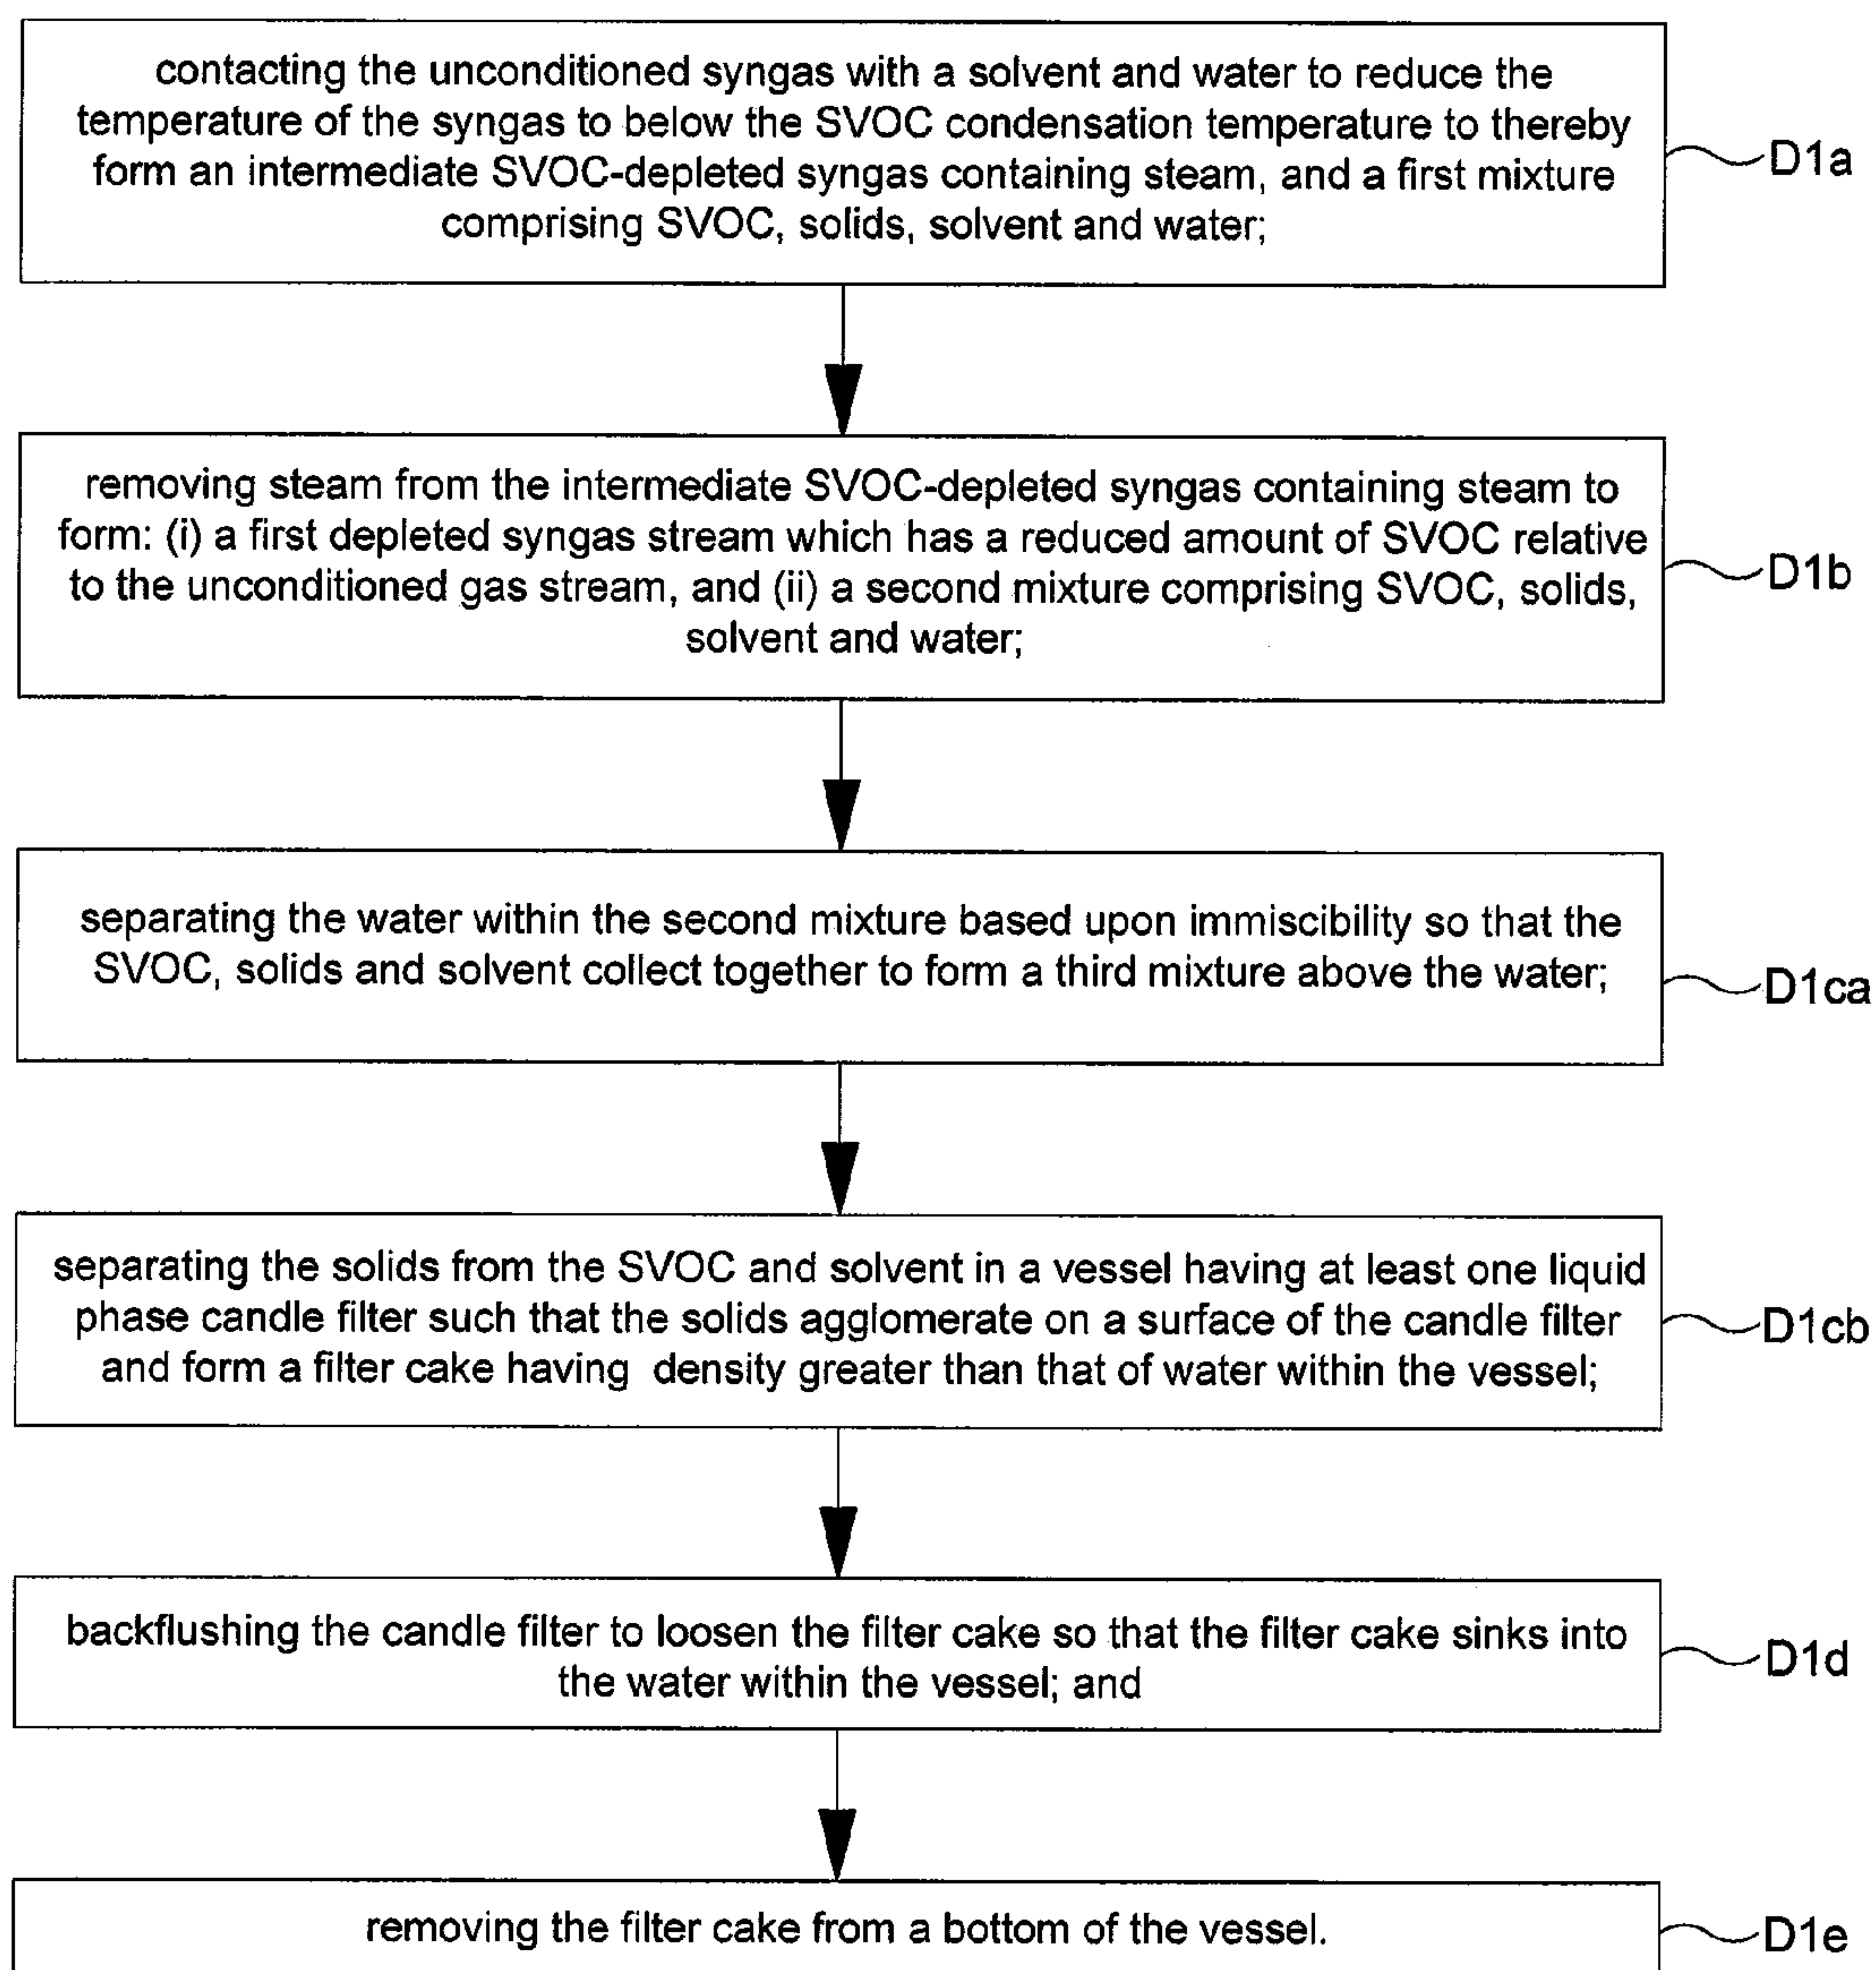 contacting the unconditioned syngas with a solvent and water to reduce the
temperature of the syngas to below the SVOC condensation temperature to thereby
form an intermediate SVOC-depleted syngas containing steam, and a first mixture
comprising SVOC, solids, solvent and water;
D1a
removing steam from the intermediate SVOC-depleted syngas containing steam to
form: (i) a first depleted syngas stream which has a reduced amount of SVOC relative
to the unconditioned gas stream, and (ii) a second mixture comprising SVOC, solids,
solvent and water;
D1b
separating the water within the second mixture based upon immiscibility so that the
SVOC, solids and solvent collect together to form a third mixture above the water;
D1ca
separating the solids from the SVOC and solvent in a vessel having at least one liquid
phase candle filter such that the solids agglomerate on a surface of the candle filter
and form a filter cake having density greater than that of water within the vessel;
D1cb
backflushing the candle filter to loosen the filter cake so that the filter cake sinks into
the water within the vessel; and
D1d
removing the filter cake from a bottom of the vessel.
D1e